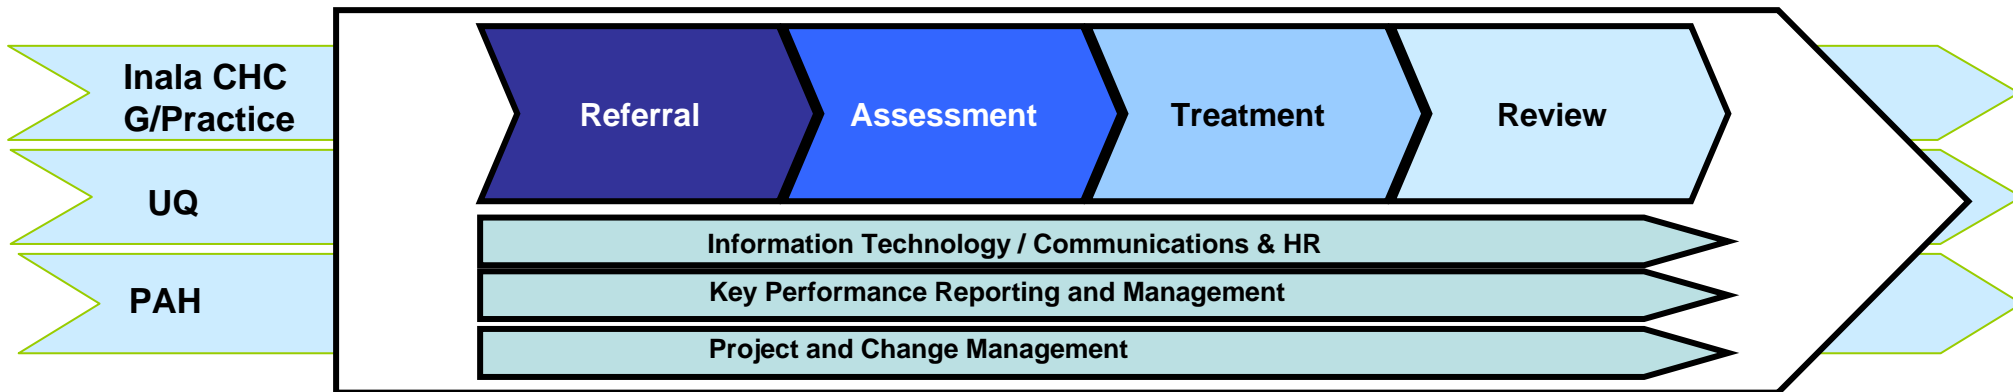 Inala CHC
G/Practice
UQ
PAH
Referral
Assessment
Treatment
Review
Information Technology / Communications & HR
Key Performance Reporting and Management
Project and Change Management